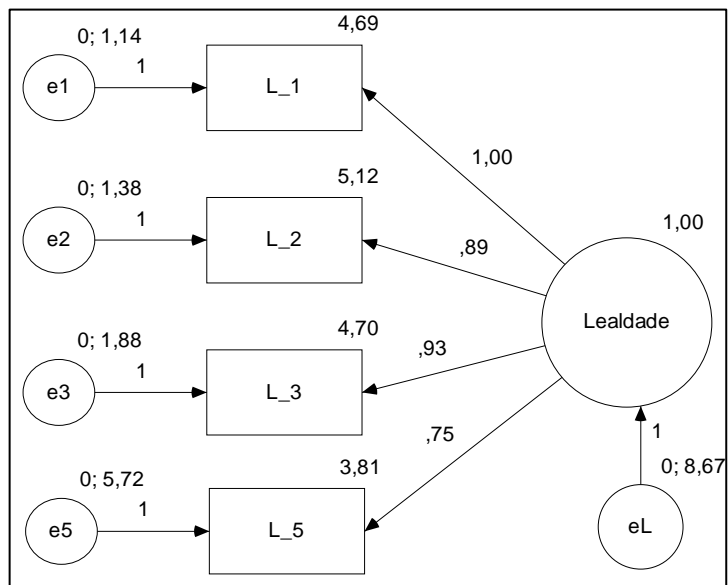 4,69
0; 1,14
1
e1
L_1
1,00
5,12
0; 1,38
1
e2
L_2
,89
1,00
Lealdade
4,70
0; 1,88
1
e3
L_3
,93
,75
3,81
0; 5,72
1
e5
L_5
1
0; 8,67
eL